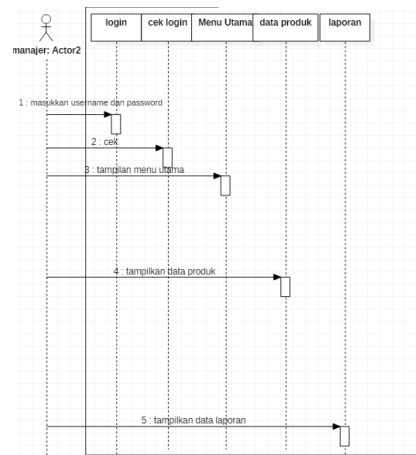 login
cek login
Menu Utama
data produk
laporan
manajer: Actor2
1 : masukkan username dan password
2 : cek
3 : tampilan menu utama
4 : tampilkan data produk
5 : tampilkan data laporan